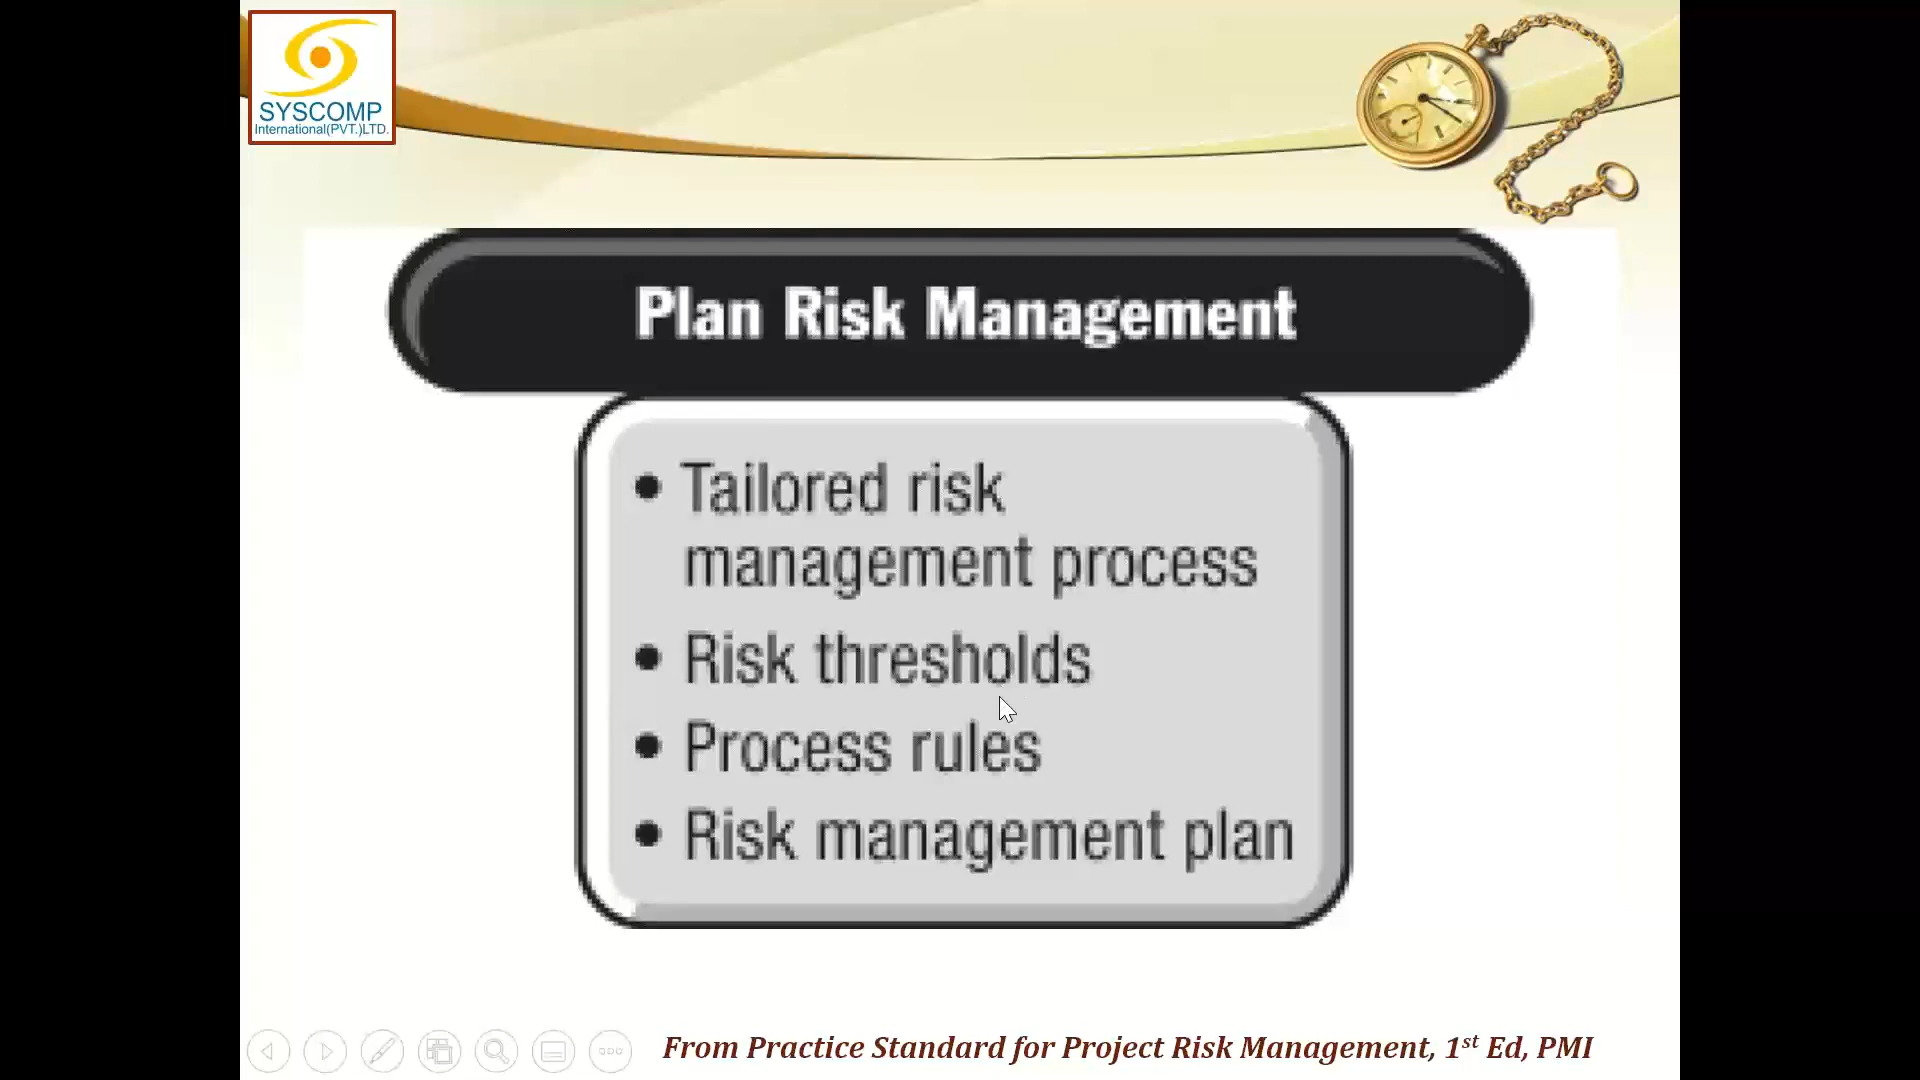 SYSCOMP
International(PVT.)LTD.
Plan Risk Management
• Tailored risk
management process
• Risk thresholds
• Process rules
• Risk management plan
From Practice Standard for Project Risk Management, 1st Ed, PMI